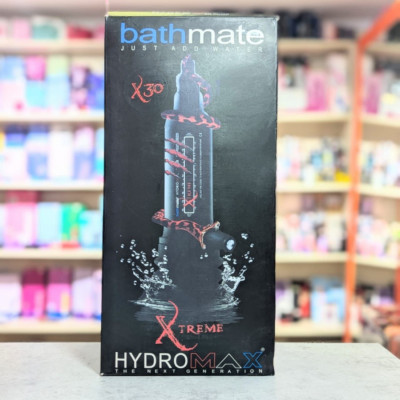 bathmate
JUST ADD WATER
X30
XTREME
HYDROMAX®
THE NEXT GENERATION